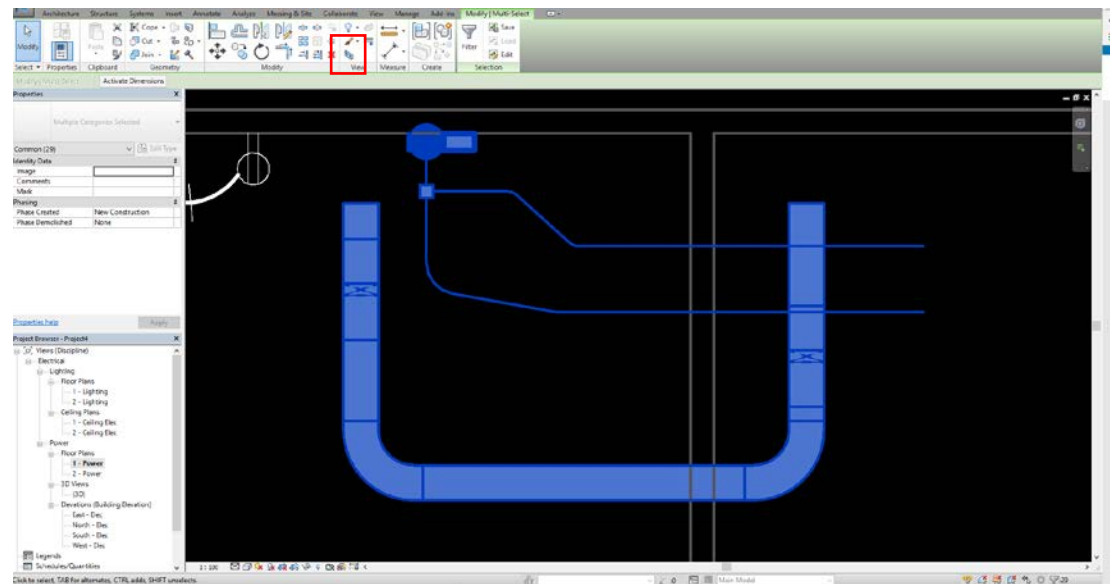 Architecture Structure Systems Insert Annotate Analyze Massing & Site Collaborate View Manage Add-Ins Modify | Multi-Select
Cope
Save
Cut
Load
Modify Paste Join Filter Edit
Select Properties Clipboard Geometry Modify View Measure Create Selection
Modify | Multi-Select Activate Dimensions
Properties X
Multiple Categories Selected
Common (29) Edit Type
Identity Data
Image
Comments
Mark
Phasing
Phase Created New Construction
Phase Demolished None
Properties help Apply
Project Browser - Project4 X
Views (Discipline)
Electrical
Lighting
Floor Plans
1 - Lighting
2 - Lighting
Ceiling Plans
1 - Ceiling Elec
2 - Ceiling Elec
Power
Floor Plans
1 - Power
2 - Power
3D Views
{3D}
Elevations (Building Elevation)
East - Elec
North - Elec
South - Elec
West - Elec
Legends
Schedules/Quantities
1 : 100
Click to select, TAB for alternates, CTRL adds, SHIFT unselects. 0 Main Model